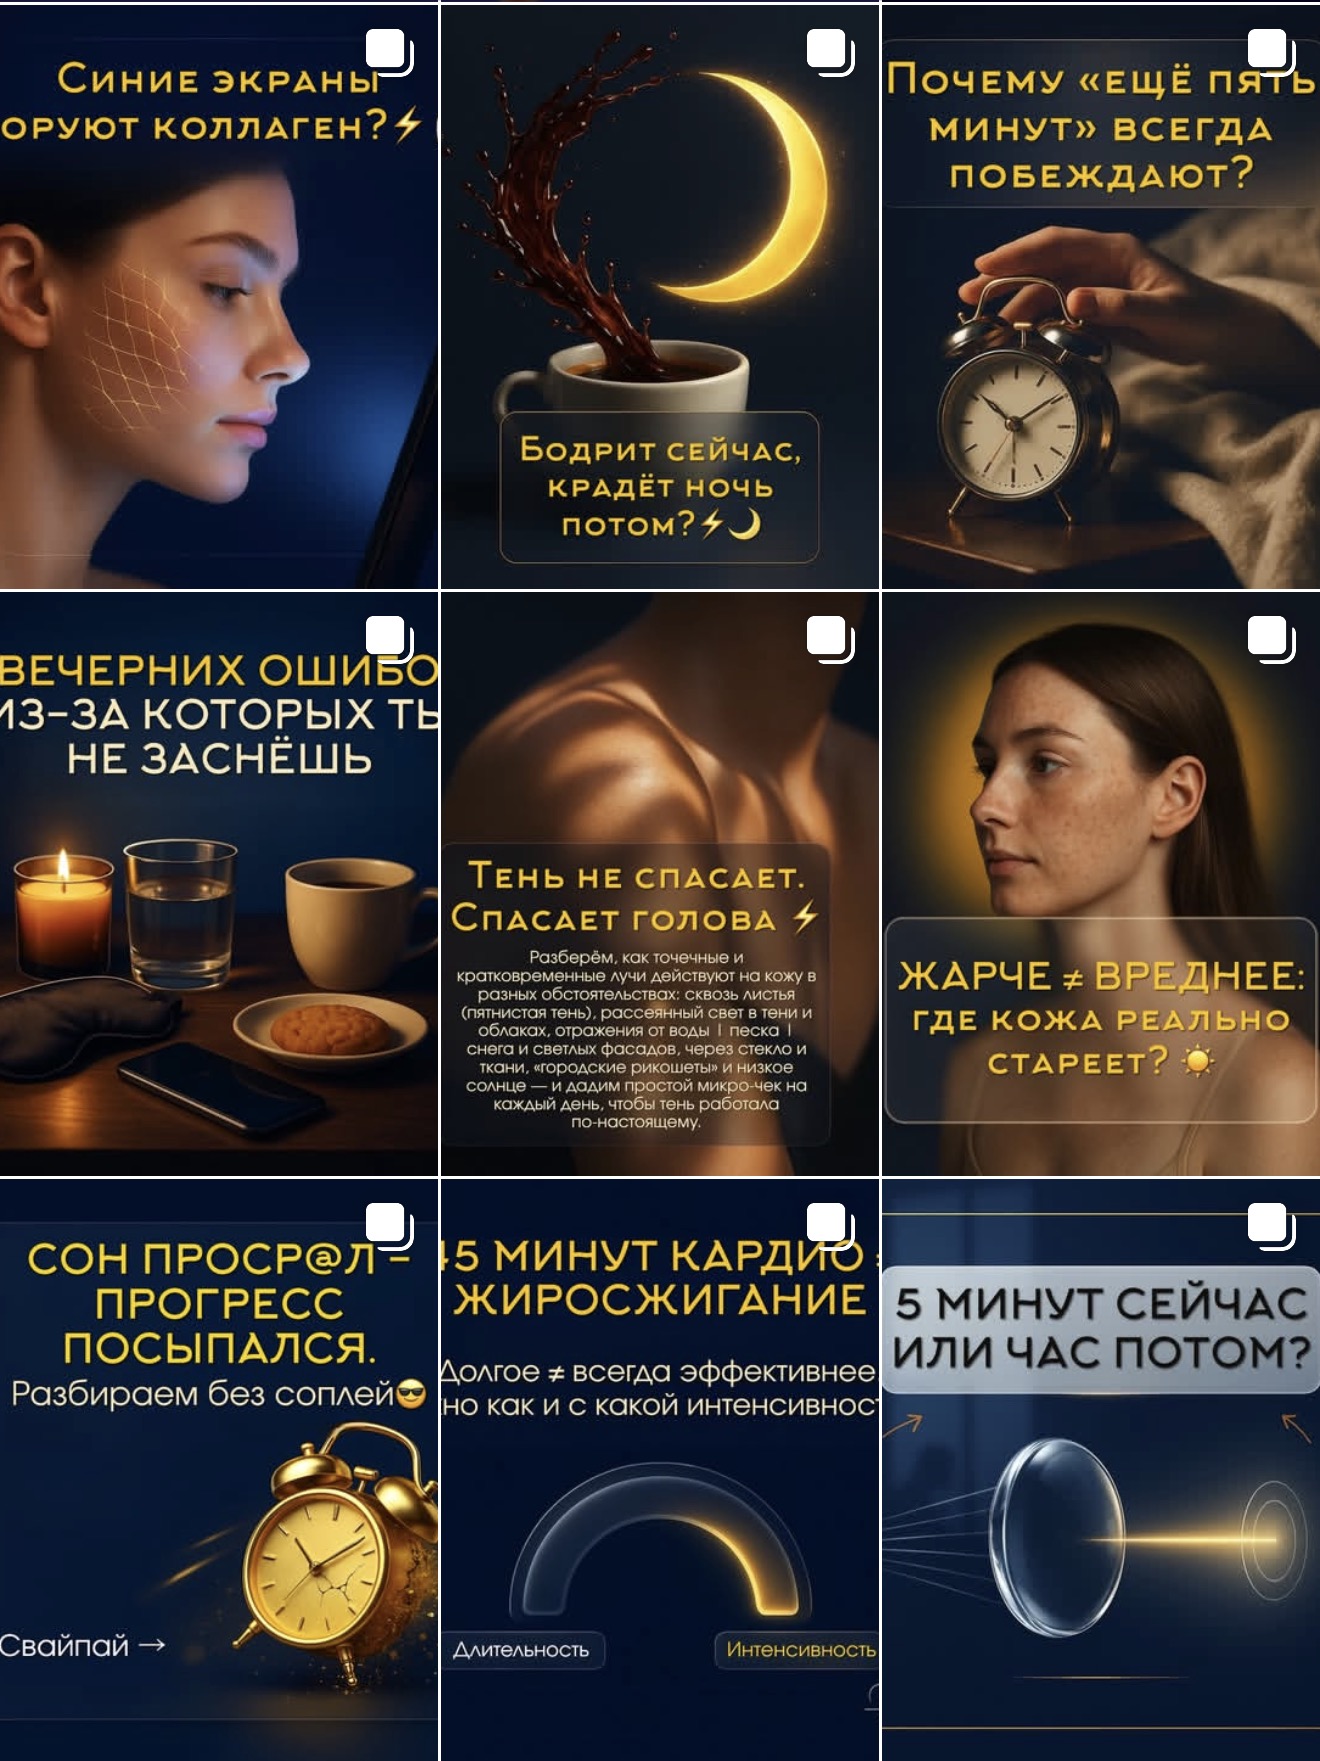 Синие экраны
ОРУЮТ КОЛЛАГЕН?⚡
Бодрит сейчас,
крадёт ночь
потом?⚡🌙
Почему «ещё пять
минут» всегда
побеждают?
ВЕЧЕРНИХ ОШИБО
ИЗ-ЗА КОТОРЫХ ТЫ
НЕ ЗАСНЁШЬ
Тень не спасает.
Спасает голова ⚡
Разберём, как точечные и
кратковременные лучи действуют на кожу в
разных обстоятельствах: сквозь листья
(пятнистая тень), рассеянный свет в тени и
облаках, отражения от воды | песка |
снега и светлых фасадов, через стекло и
ткани, «городские рикошеты» и низкое
солнце — и дадим простой микро-чек на
каждый день, чтобы тень работала
по-настоящему.
ЖАРЧЕ ≠ ВРЕДНЕЕ:
где кожа реально
стареет? ☀️
СОН ПРОСР@Л –
ПРОГРЕСС
ПОСЫПАЛСЯ.
Разбираем без соплей😎
Свайпай →
45 МИНУТ КАРДИО =
ЖИРОСЖИГАНИЕ
Долгое ≠ всегда эффективнее.
но как и с какой интенсивност
Длительность
Интенсивность
5 МИНУТ СЕЙЧАС
ИЛИ ЧАС ПОТОМ?